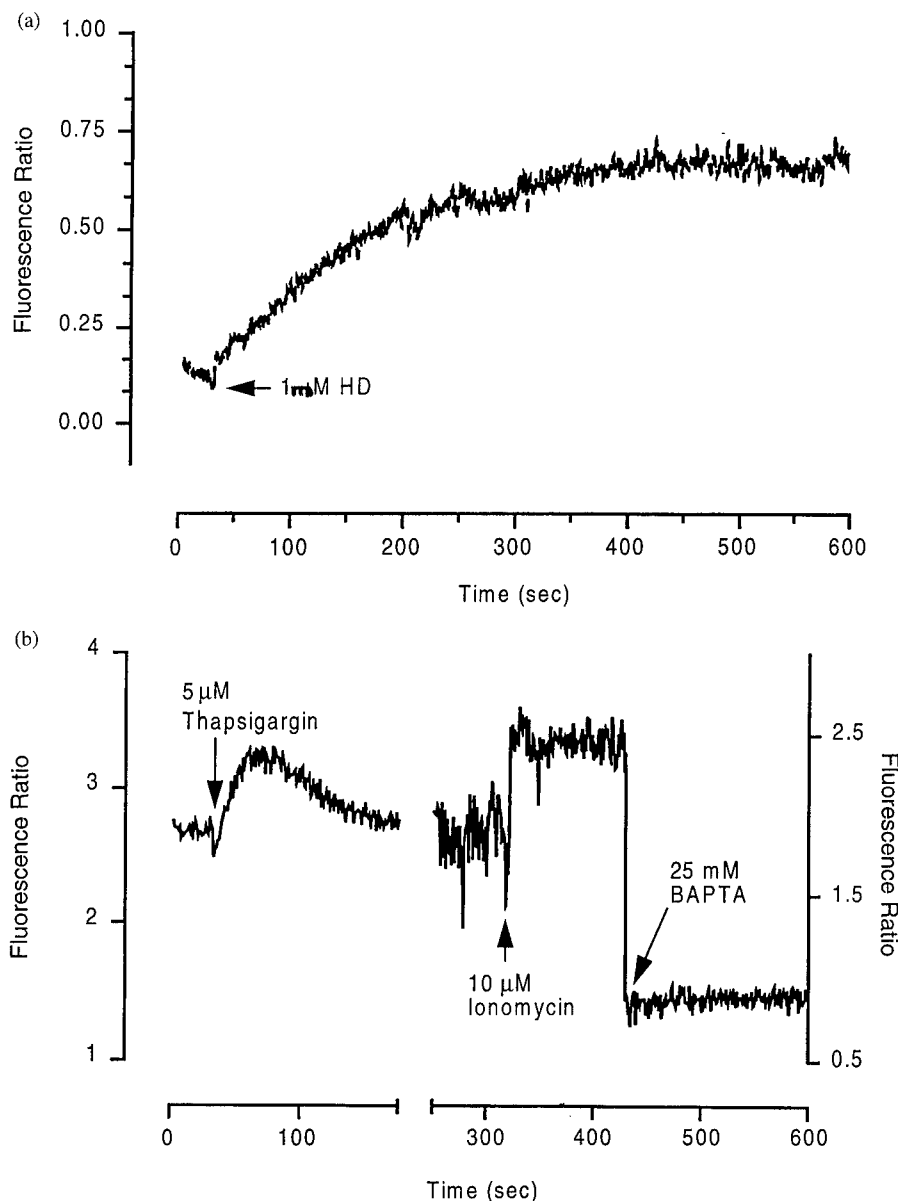 (a)
1.00
0.75
0.50
0.25
0.00
Fluorescence Ratio
1 mM HD
0 100 200 300 400 500 600
Time (sec)
(b)
4
3
2
1
Fluorescence Ratio
5 µM
Thapsigargin
10 µM
Ionomycin
25 mM
BAPTA
2.5
1.5
0.5
Fluorescence Ratio
0 100 300 400 500 600
Time (sec)